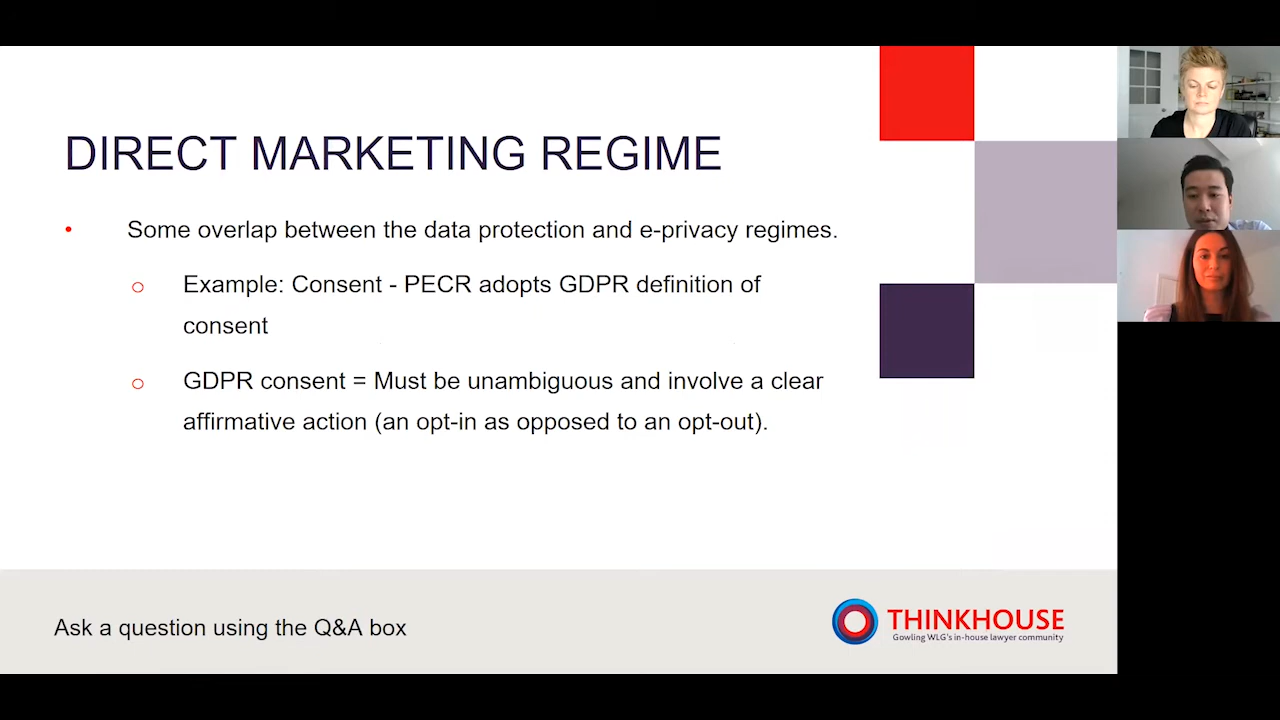 DIRECT MARKETING REGIME
• Some overlap between the data protection and e-privacy regimes.
o Example: Consent - PECR adopts GDPR definition of
consent
o GDPR consent = Must be unambiguous and involve a clear
affirmative action (an opt-in as opposed to an opt-out).
Ask a question using the Q&A box
THINKHOUSE
Gowling WLG's in-house lawyer community